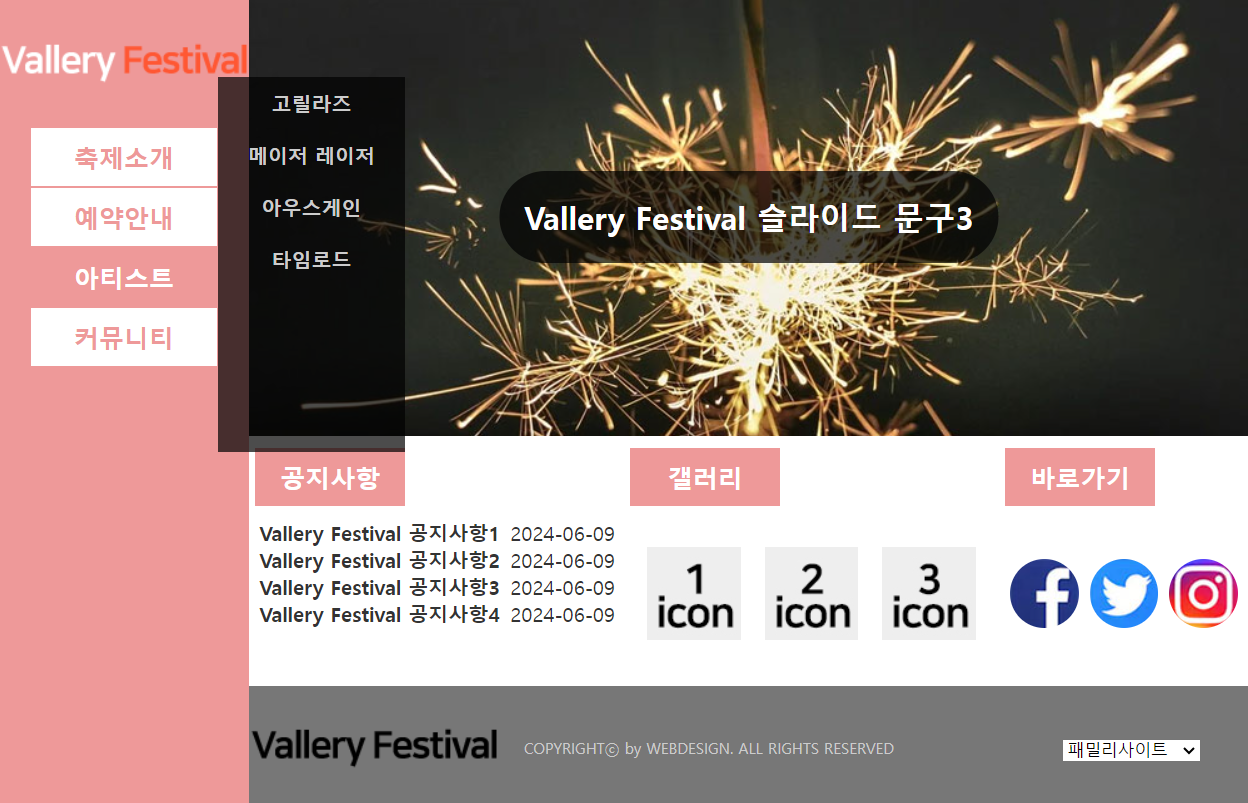 Vallery Festival
축제소개
예약안내
아티스트
커뮤니티
고릴라즈
메이저 레이저
아우스게인
타임로드
Vallery Festival 슬라이드 문구3
공지사항
Vallery Festival 공지사항1 2024-06-09
Vallery Festival 공지사항2 2024-06-09
Vallery Festival 공지사항3 2024-06-09
Vallery Festival 공지사항4 2024-06-09
갤러리
1
icon
2
icon
3
icon
바로가기
Vallery Festival
COPYRIGHTⓒ by WEBDESIGN. ALL RIGHTS RESERVED
패밀리사이트